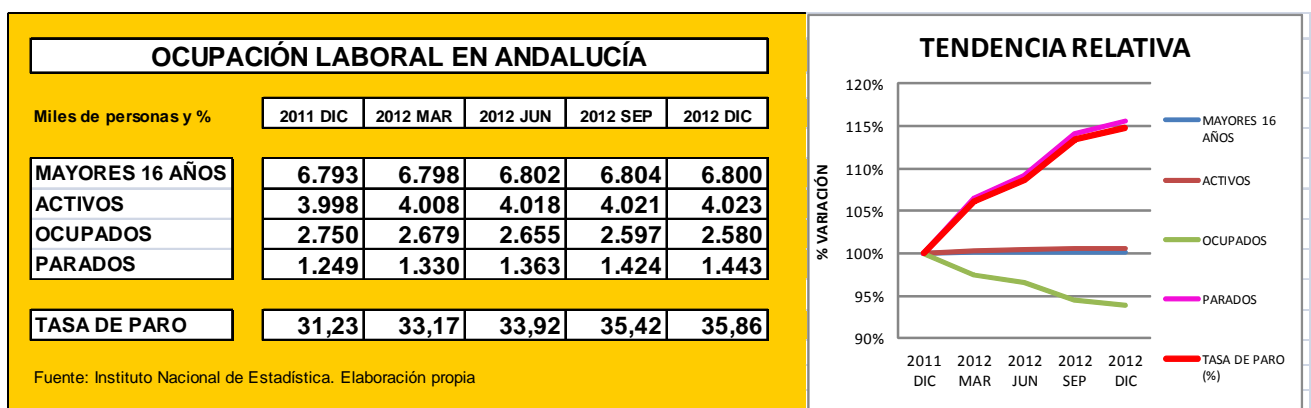 OCUPACIÓN LABORAL EN ANDALUCÍA
Miles de personas y % 2011 DIC 2012 MAR 2012 JUN 2012 SEP 2012 DIC
MAYORES 16 AÑOS 6.793 6.798 6.802 6.804 6.800
ACTIVOS 3.998 4.008 4.018 4.021 4.023
OCUPADOS 2.750 2.679 2.655 2.597 2.580
PARADOS 1.249 1.330 1.363 1.424 1.443
TASA DE PARO 31,23 33,17 33,92 35,42 35,86
Fuente: Instituto Nacional de Estadística. Elaboración propia
TENDENCIA RELATIVA
% VARIACIÓN
120%
115%
110%
105%
100%
95%
90%
2011 2012 2012 2012 2012
DIC MAR JUN SEP DIC
MAYORES 16
AÑOS
ACTIVOS
OCUPADOS
PARADOS
TASA DE PARO
(%)